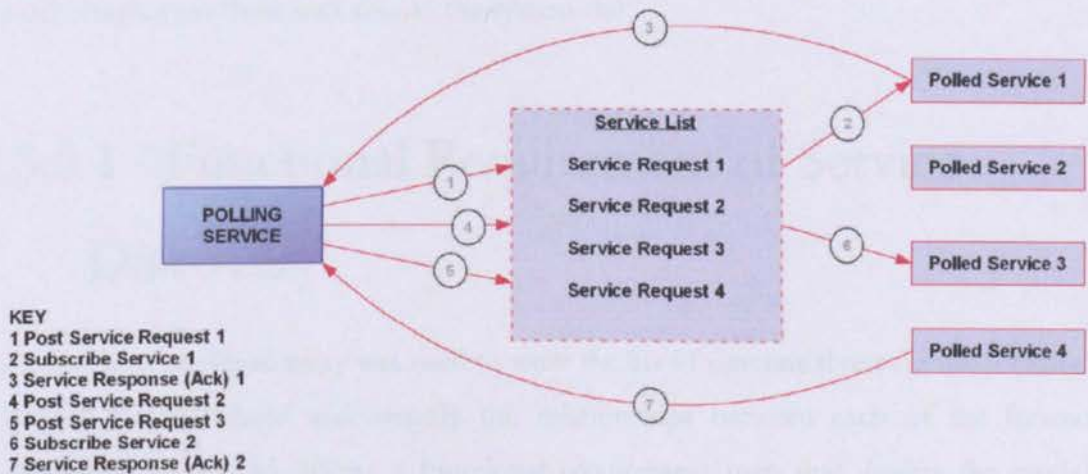 3
Polled Service 1
Service List
2
Service Request 1
1
Polled Service 2
POLLING
SERVICE
4
Service Request 2
6
Service Request 3
Polled Service 3
5
Service Request 4
KEY
1 Post Service Request 1
2 Subscribe Service 1
3 Service Response (Ack) 1
4 Post Service Request 2
5 Post Service Request 3
6 Subscribe Service 2
7 Service Response (Ack) 2
Polled Service 4
7